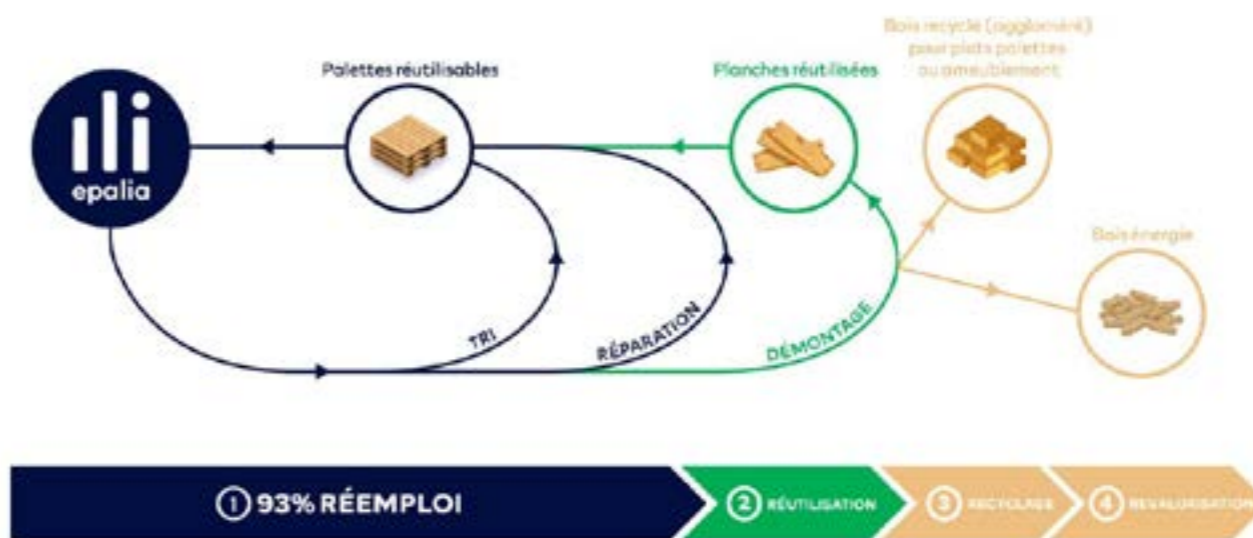 epalia
Palettes réutilisables
Planches réutilisées
Bois recyclé (aggloméré)
pour plots palettes
ou ameublement
Bois énergie
TRI
RÉPARATION
DÉMONTAGE
1 93% RÉEMPLOI
2 RÉUTILISATION
3 RECYCLAGE
4 REVALORISATION